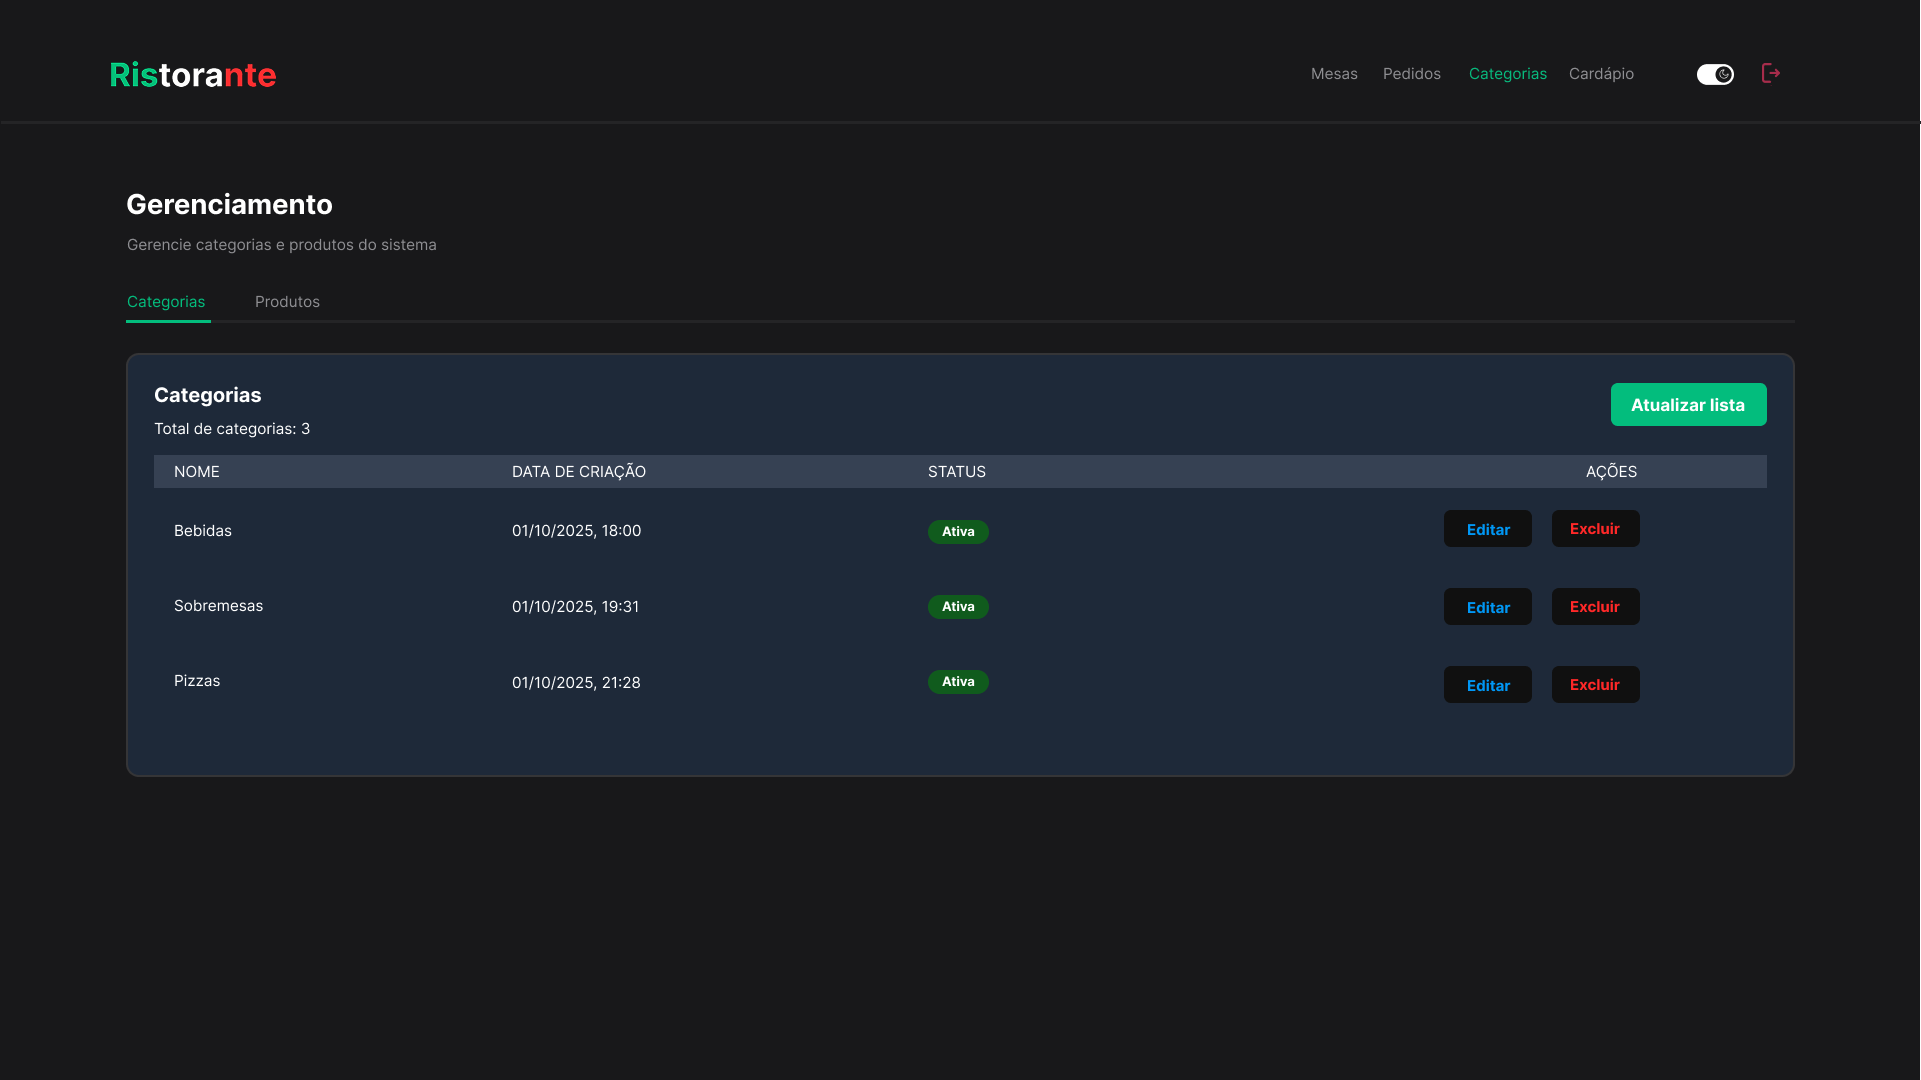 Ristorante
Mesas Pedidos Categorias Cardápio
Gerenciamento
Gerencie categorias e produtos do sistema
Categorias Produtos
Categorias
Atualizar lista
Total de categorias: 3
NOME DATA DE CRIAÇÃO STATUS AÇÕES
Bebidas 01/10/2025, 18:00 Ativa Editar Excluir
Sobremesas 01/10/2025, 19:31 Ativa Editar Excluir
Pizzas 01/10/2025, 21:28 Ativa Editar Excluir